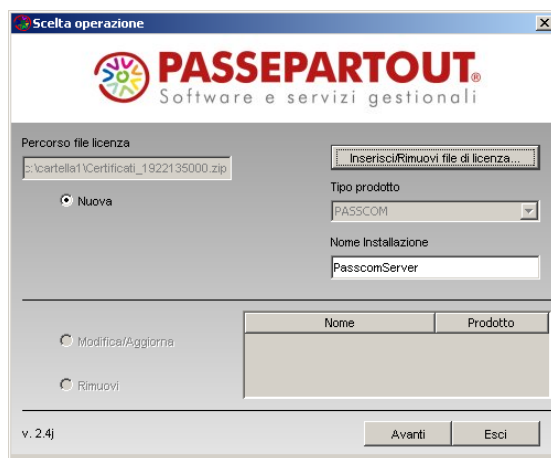 Scelta operazione
PASSEPARTOUT®
Software e servizi gestionali
Percorso file licenza
c:\cartella1\Certificati_1922135000.zip
Inserisci/Rimuovi file di licenza...
Nuova
Tipo prodotto
PASSCOM
Nome Installazione
PasscomServer
Nome Prodotto
Modifica/Aggiorna
Rimuovi
v. 2.4j
Avanti Esci